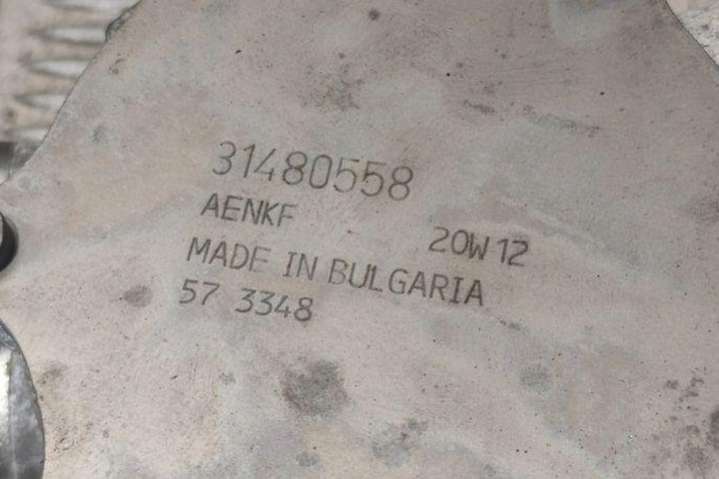 31480558
AENKF 20W12
MADE IN BULGARIA
57 3348